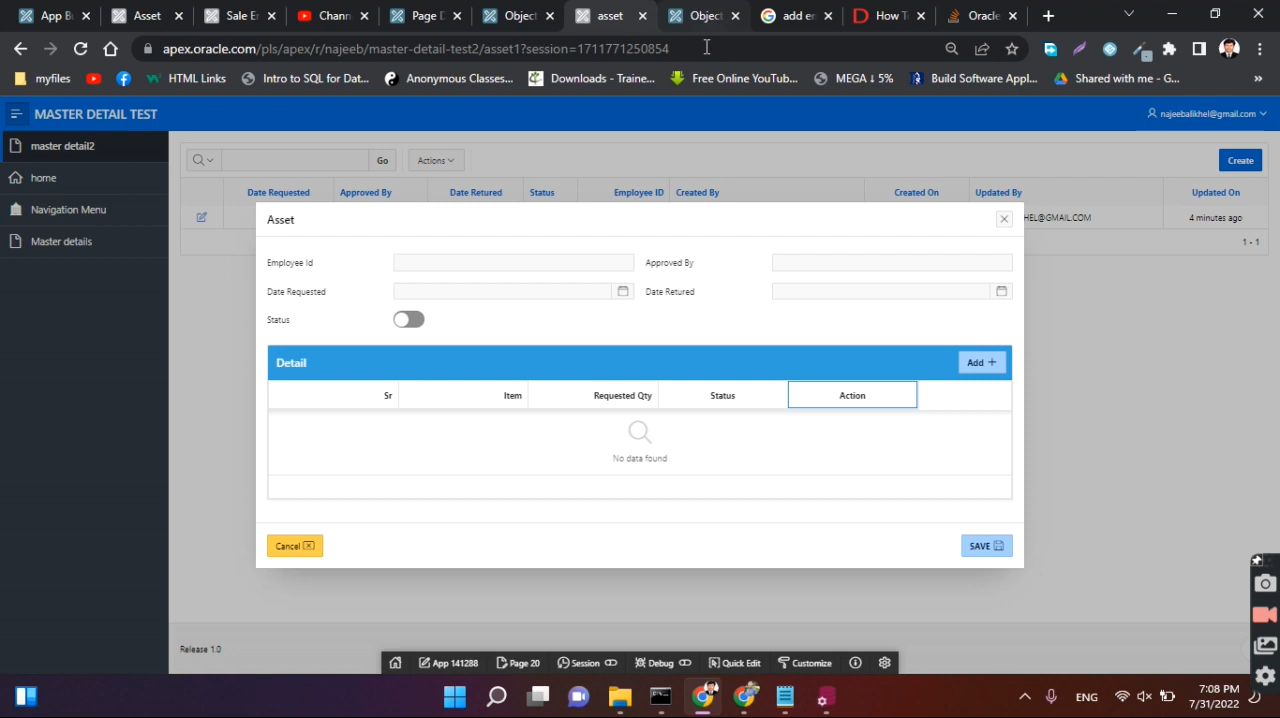 App Bu
Asset
Sale Er
Chann
Page D
Object
asset
Object
add en
How T
Oracle
apex.oracle.com/pls/apex/r/najeeb/master-detail-test2/asset1?session=1711771250854
myfiles
HTML Links
Intro to SQL for Dat...
Anonymous Classes...
Downloads - Traine...
Free Online YouTub...
MEGA ↓ 5%
Build Software Appl...
Shared with me - G...
»
MASTER DETAIL TEST
najeebalikhel@gmail.com
master detail2
home
Navigation Menu
Master details
Go
Actions
Create
Date Requested Approved By Date Retured Status Employee ID Created By Created On Updated By Updated On
HEL@GMAIL.COM 4 minutes ago
1 - 1
Asset
Employee Id
Approved By
Date Requested
Date Retured
Status
Detail
Add +
Sr Item Requested Qty Status Action
No data found
Cancel
SAVE
Release 1.0
App 141288 Page 20 Session Debug Quick Edit Customize
ENG
7:08 PM
7/31/2022